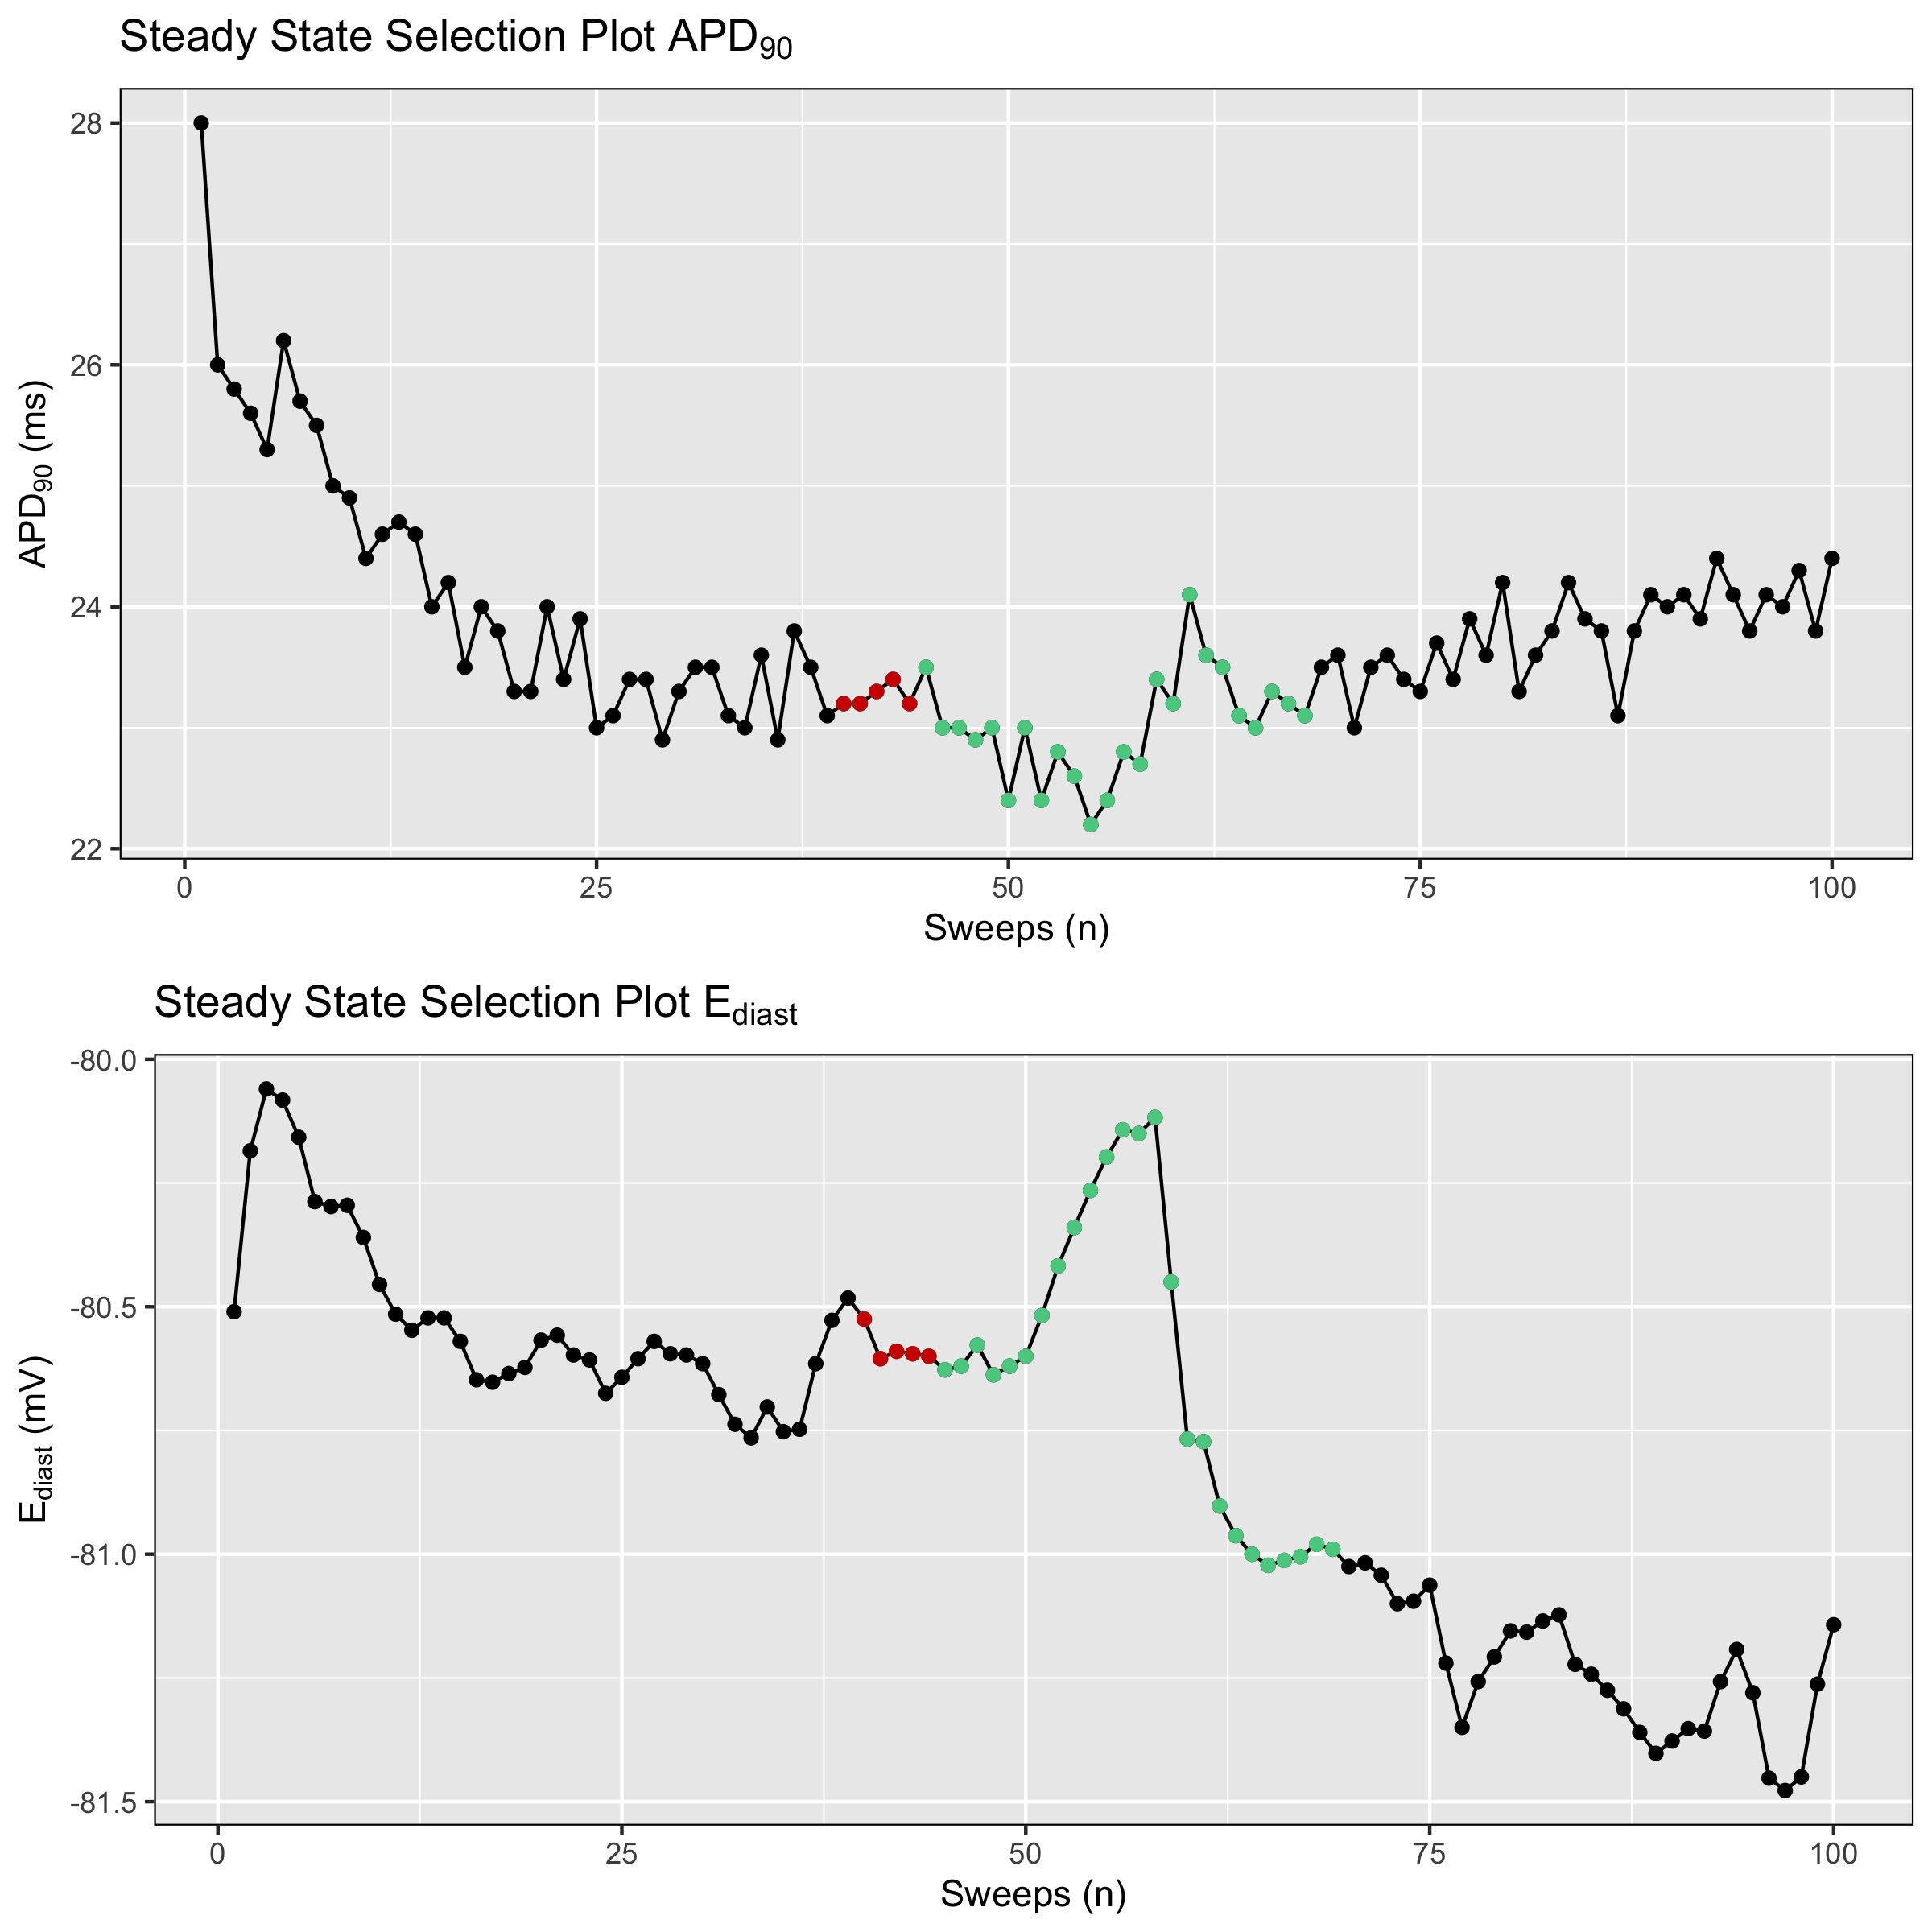 Steady State Selection Plot APD90
APD90 (ms)
28
26
24
22
0 25 50 75 100
Sweeps (n)
Steady State Selection Plot Ediast
Ediast (mV)
-80.0
-80.5
-81.0
-81.5
0 25 50 75 100
Sweeps (n)